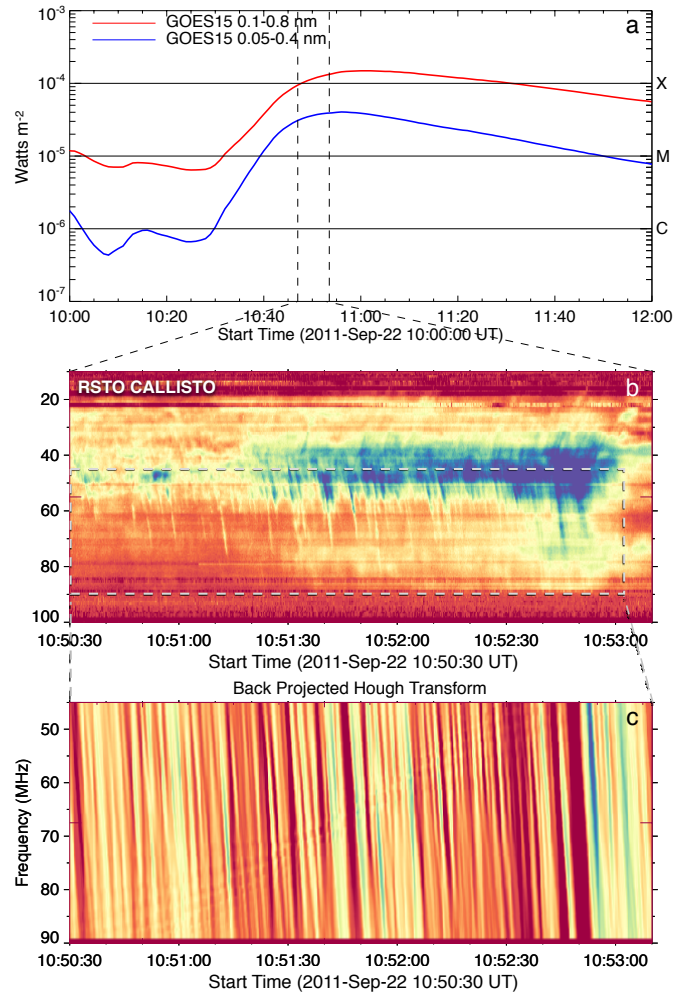 10⁻³
GOES15 0.1-0.8 nm
GOES15 0.05-0.4 nm
a
10⁻⁴
X
Watts m⁻²
10⁻⁵
M
10⁻⁶
C
10⁻⁷
10:00 10:20 10:40 11:00 11:20 11:40 12:00
Start Time (2011-Sep-22 10:00:00 UT)
RSTO CALLISTO
b
20
40
60
80
100
10:50:30 10:51:00 10:51:30 10:52:00 10:52:30 10:53:00
Start Time (2011-Sep-22 10:50:30 UT)
Back Projected Hough Transform
c
50
60
Frequency (MHz)
70
80
90
10:50:30 10:51:00 10:51:30 10:52:00 10:52:30 10:53:00
Start Time (2011-Sep-22 10:50:30 UT)